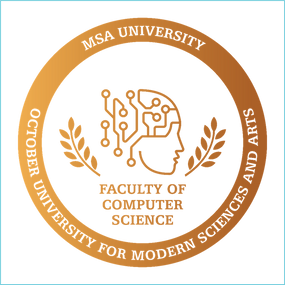 MSA UNIVERSITY
FACULTY OF
COMPUTER
SCIENCE
OCTOBER UNIVERSITY FOR MODERN SCIENCES AND ARTS